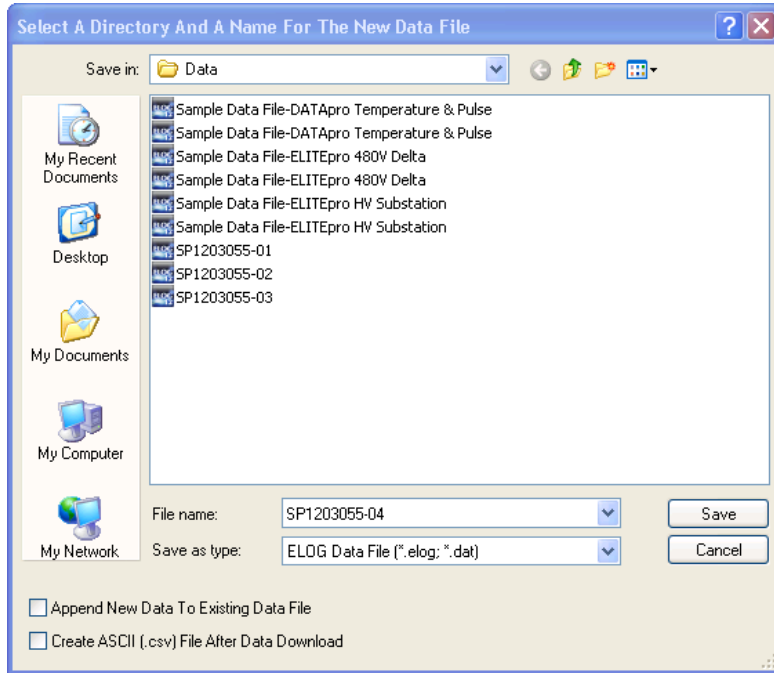 Select A Directory And A Name For The New Data File
Save in:
Data
My Recent
Documents
Desktop
My Documents
My Computer
My Network
Sample Data File-DATApro Temperature & Pulse
Sample Data File-DATApro Temperature & Pulse
Sample Data File-ELITEpro 480V Delta
Sample Data File-ELITEpro 480V Delta
Sample Data File-ELITEpro HV Substation
Sample Data File-ELITEpro HV Substation
SP1203055-01
SP1203055-02
SP1203055-03
File name:
SP1203055-04
Save
Save as type:
ELOG Data File (*.elog; *.dat)
Cancel
Append New Data To Existing Data File
Create ASCII (.csv) File After Data Download